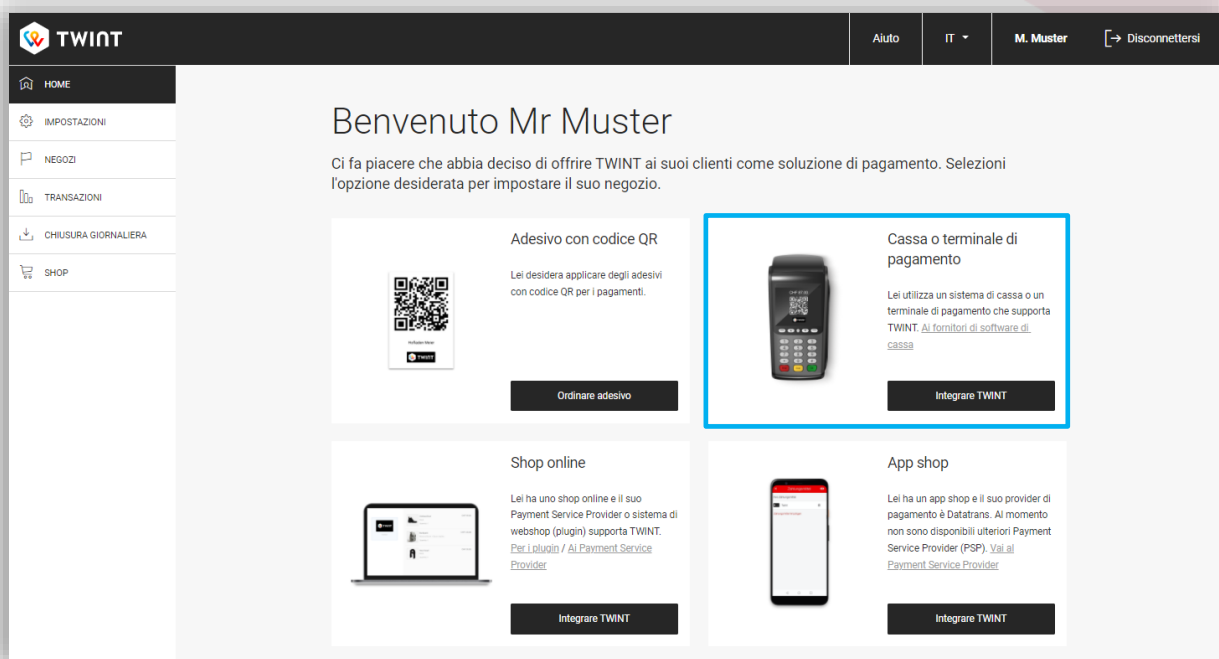 TWINT
Aiuto
IT
M. Muster
Disconnettersi
HOME
IMPOSTAZIONI
NEGOZI
TRANSAZIONI
CHIUSURA GIORNALIERA
SHOP
Benvenuto Mr Muster
Ci fa piacere che abbia deciso di offrire TWINT ai suoi clienti come soluzione di pagamento. Selezioni
l'opzione desiderata per impostare il suo negozio.
Adesivo con codice QR
Lei desidera applicare degli adesivi
con codice QR per i pagamenti.
TWINT
Ordinare adesivo
Cassa o terminale di
pagamento
Lei utilizza un sistema di cassa o un
terminale di pagamento che supporta
TWINT. Ai fornitori di software di
cassa
Integrare TWINT
Shop online
Lei ha uno shop online e il suo
Payment Service Provider o sistema di
webshop (plugin) supporta TWINT.
Per i plugin / Ai Payment Service
Provider
Integrare TWINT
App shop
Lei ha un app shop e il suo provider di
pagamento è Datatrans. Al momento
non sono disponibili ulteriori Payment
Service Provider (PSP). Vai al
Payment Service Provider
Integrare TWINT